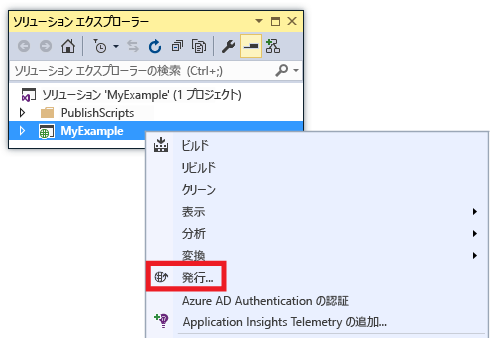 ソリューション エクスプローラー
ソリューション エクスプローラーの検索 (Ctrl+;)
ソリューション 'MyExample' (1 プロジェクト)
PublishScripts
MyExample
ビルド
リビルド
クリーン
表示
分析
変換
発行...
Azure AD Authentication の認証
Application Insights Telemetry の追加...